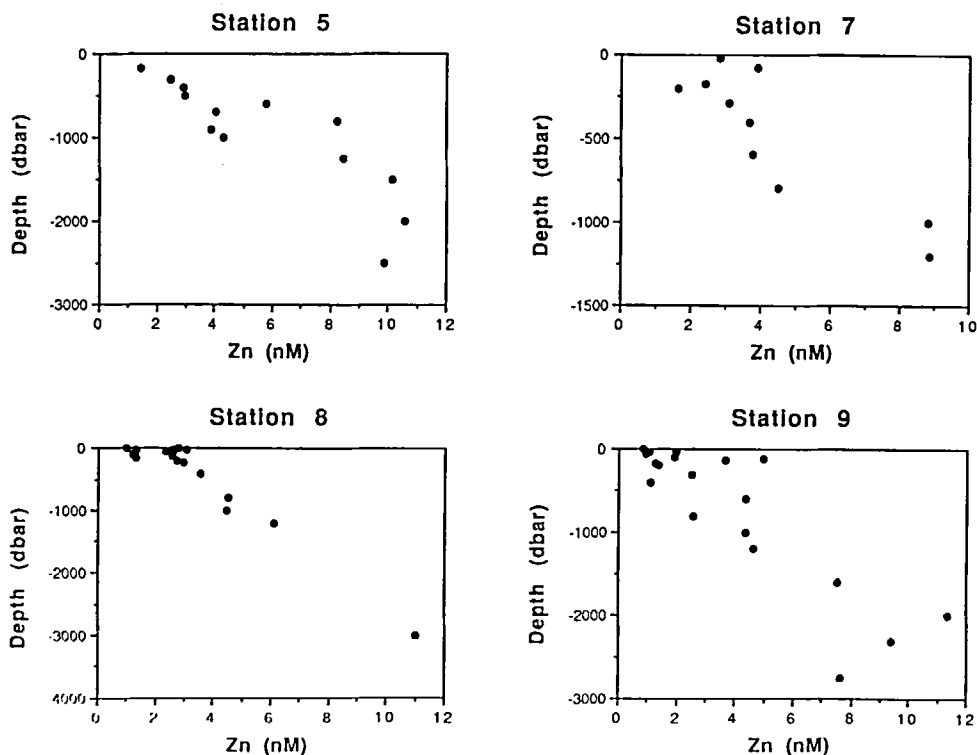 Station 5
0
-1000
-2000
-3000
Depth (dbar)
0 2 4 6 8 10 12
Zn (nM)
Station 7
0
-500
-1000
-1500
Depth (dbar)
0 2 4 6 8 10
Zn (nM)
Station 8
0
-1000
-2000
-3000
4000
Depth (dbar)
0 2 4 6 8 10 12
Zn (nM)
Station 9
0
-1000
-2000
-3000
Depth (dbar)
0 2 4 6 8 10 12
Zn (nM)